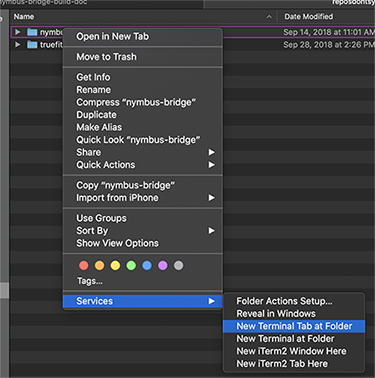 nymbus-bridge-build-doc
reposdontsy
Name
Date Modified
nymbu
Sep 14, 2018 at 11:01 AM
truefit
Sep 28, 2018 at 2:26 PM
Open in New Tab
Move to Trash
Get Info
Rename
Compress “nymbus-bridge”
Duplicate
Make Alias
Quick Look “nymbus-bridge”
Share
Quick Actions
Copy “nymbus-bridge”
Import from iPhone
Use Groups
Sort By
Show View Options
Tags...
Services
Folder Actions Setup...
Reveal in Windows
New Terminal Tab at Folder
New Terminal at Folder
New iTerm2 Window Here
New iTerm2 Tab Here